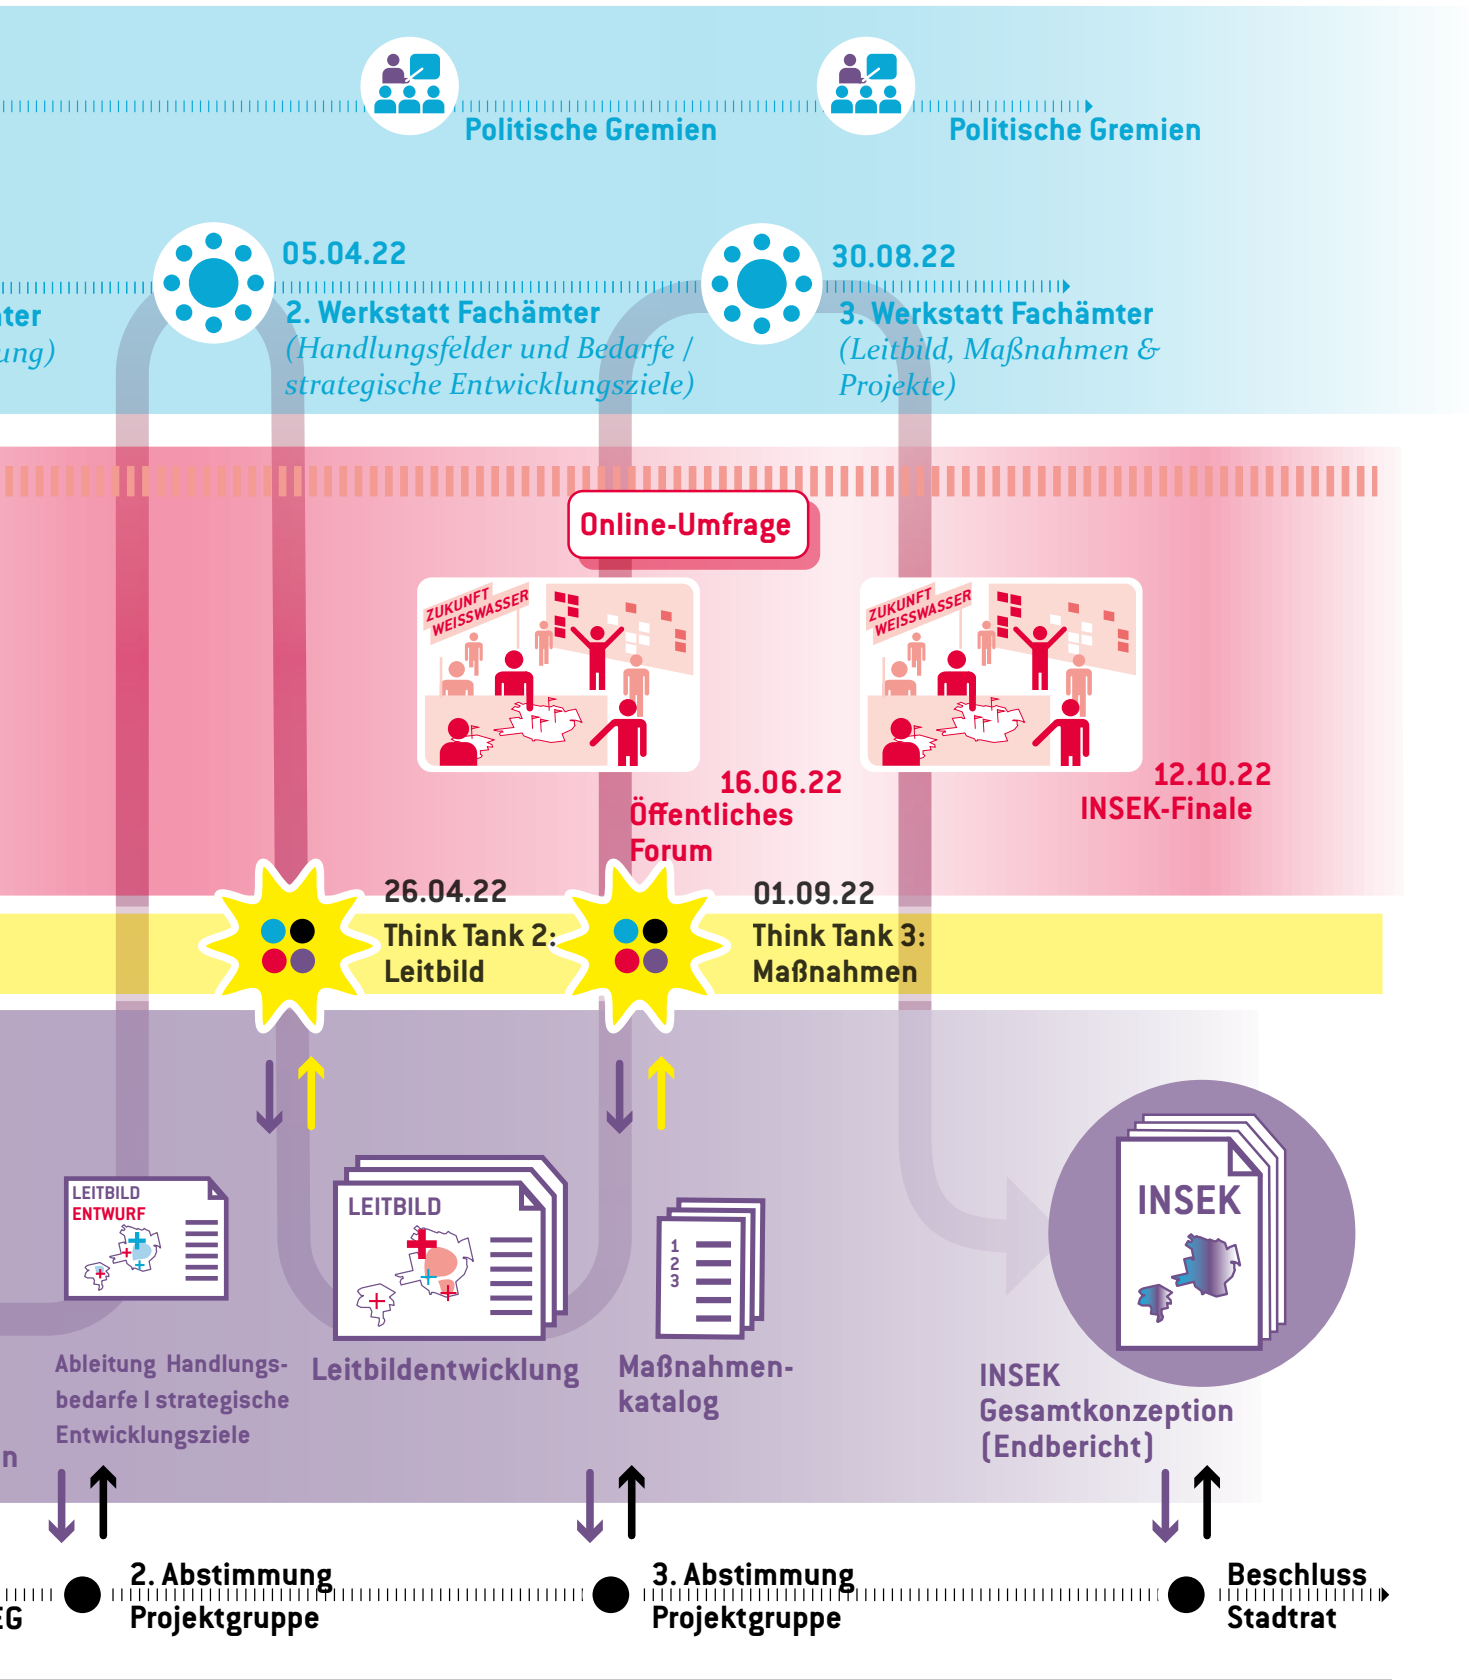 Politische Gremien
Politische Gremien
05.04.22
2. Werkstatt Fachämter
(Handlungsfelder und Bedarfe /
strategische Entwicklungsziele)
30.08.22
3. Werkstatt Fachämter
(Leitbild, Maßnahmen &
Projekte)
Online-Umfrage
ZUKUNFT
WEISSWASSER
ZUKUNFT
WEISSWASSER
16.06.22
Öffentliches
Forum
12.10.22
INSEK-Finale
26.04.22
Think Tank 2:
Leitbild
01.09.22
Think Tank 3:
Maßnahmen
LEITBILD
ENTWURF
LEITBILD
1
2
3
INSEK
Ableitung Handlungs-
bedarfe I strategische
Entwicklungsziele
Leitbildentwicklung
Maßnahmen-
katalog
INSEK
Gesamtkonzeption
(Endbericht)
2. Abstimmung
Projektgruppe
3. Abstimmung
Projektgruppe
Beschluss
Stadtrat